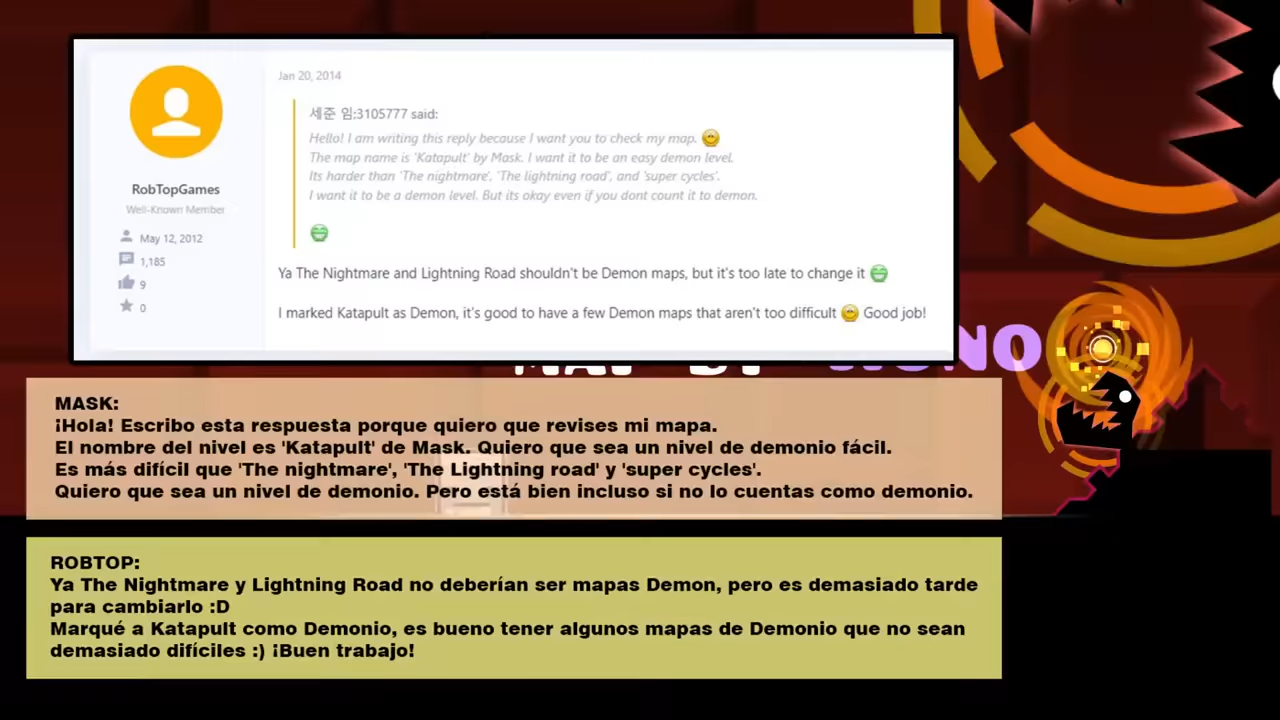 Jan 20, 2014
세준 임:3105777 said:
Hello! I am writing this reply because I want you to check my map.
The map name is 'Katapult' by Mask. I want it to be an easy demon level.
Its harder than 'The nightmare', 'The lightning road', and 'super cycles'.
I want it to be a demon level. But its okay even if you dont count it to demon.
RobTopGames
Well-Known Member
May 12, 2012
1,185
9
0
Ya The Nightmare and Lightning Road shouldn't be Demon maps, but it's too late to change it
I marked Katapult as Demon, it's good to have a few Demon maps that aren't too difficult Good job!
MASK:
¡Hola! Escribo esta respuesta porque quiero que revises mi mapa.
El nombre del nivel es 'Katapult' de Mask. Quiero que sea un nivel de demonio fácil.
Es más difícil que 'The nightmare', 'The Lightning road' y 'super cycles'.
Quiero que sea un nivel de demonio. Pero está bien incluso si no lo cuentas como demonio.
ROBTOP:
Ya The Nightmare y Lightning Road no deberían ser mapas Demon, pero es demasiado tarde
para cambiarlo :D
Marqué a Katapult como Demonio, es bueno tener algunos mapas de Demonio que no sean
demasiado difíciles :) ¡Buen trabajo!